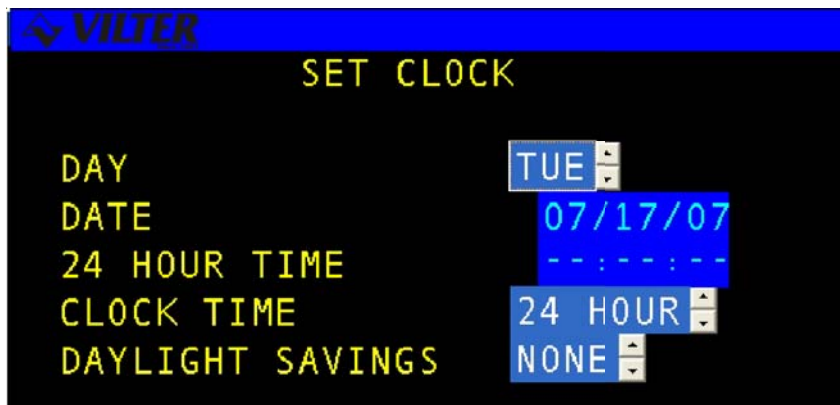 VILTER
SET CLOCK
DAY TUE
DATE 07/17/07
24 HOUR TIME --:--:--
CLOCK TIME 24 HOUR
DAYLIGHT SAVINGS NONE